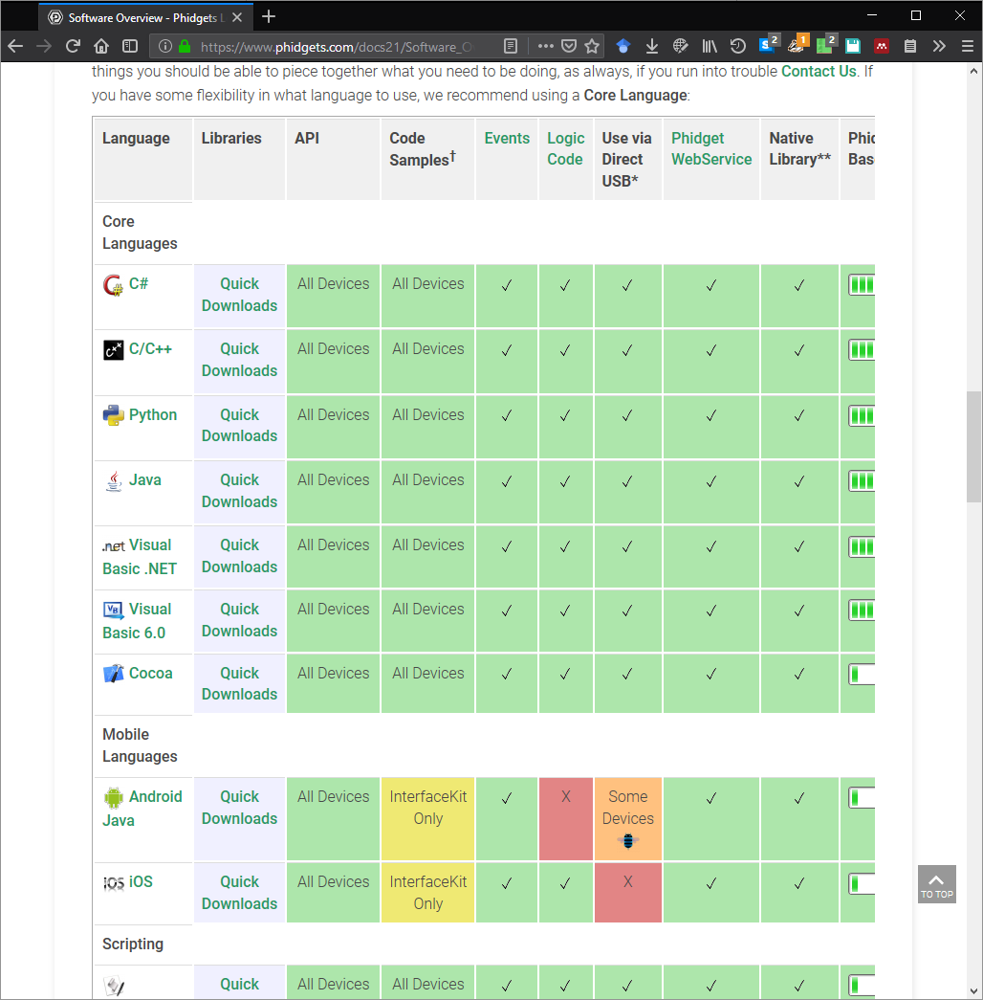 Software Overview - Phidgets L
https://www.phidgets.com/docs21/Software_O
2 1 2
things you should be able to piece together what you need to be doing, as always, if you run into trouble Contact Us. If
you have some flexibility in what language to use, we recommend using a Core Language:
Language Libraries API Code Samples† Events Logic Code Use via Direct USB* Phidget WebService Native Library** Phid Bas
Core
Languages
C# Quick Downloads All Devices All Devices ✓ ✓ ✓ ✓ ✓
C/C++ Quick Downloads All Devices All Devices ✓ ✓ ✓ ✓ ✓
Python Quick Downloads All Devices All Devices ✓ ✓ ✓ ✓ ✓
Java Quick Downloads All Devices All Devices ✓ ✓ ✓ ✓ ✓
.net Visual Basic .NET Quick Downloads All Devices All Devices ✓ ✓ ✓ ✓ ✓
VB Visual Basic 6.0 Quick Downloads All Devices All Devices ✓ ✓ ✓ ✓ ✓
Cocoa Quick Downloads All Devices All Devices ✓ ✓ ✓ ✓ ✓
Mobile
Languages
Android Java Quick Downloads All Devices InterfaceKit Only ✓ X Some Devices ✓ ✓
iOS iOS Quick Downloads All Devices InterfaceKit Only ✓ ✓ X ✓ ✓
TO TOP
Scripting
Quick All Devices All Devices ✓ ✓ ✓ ✓ ✓